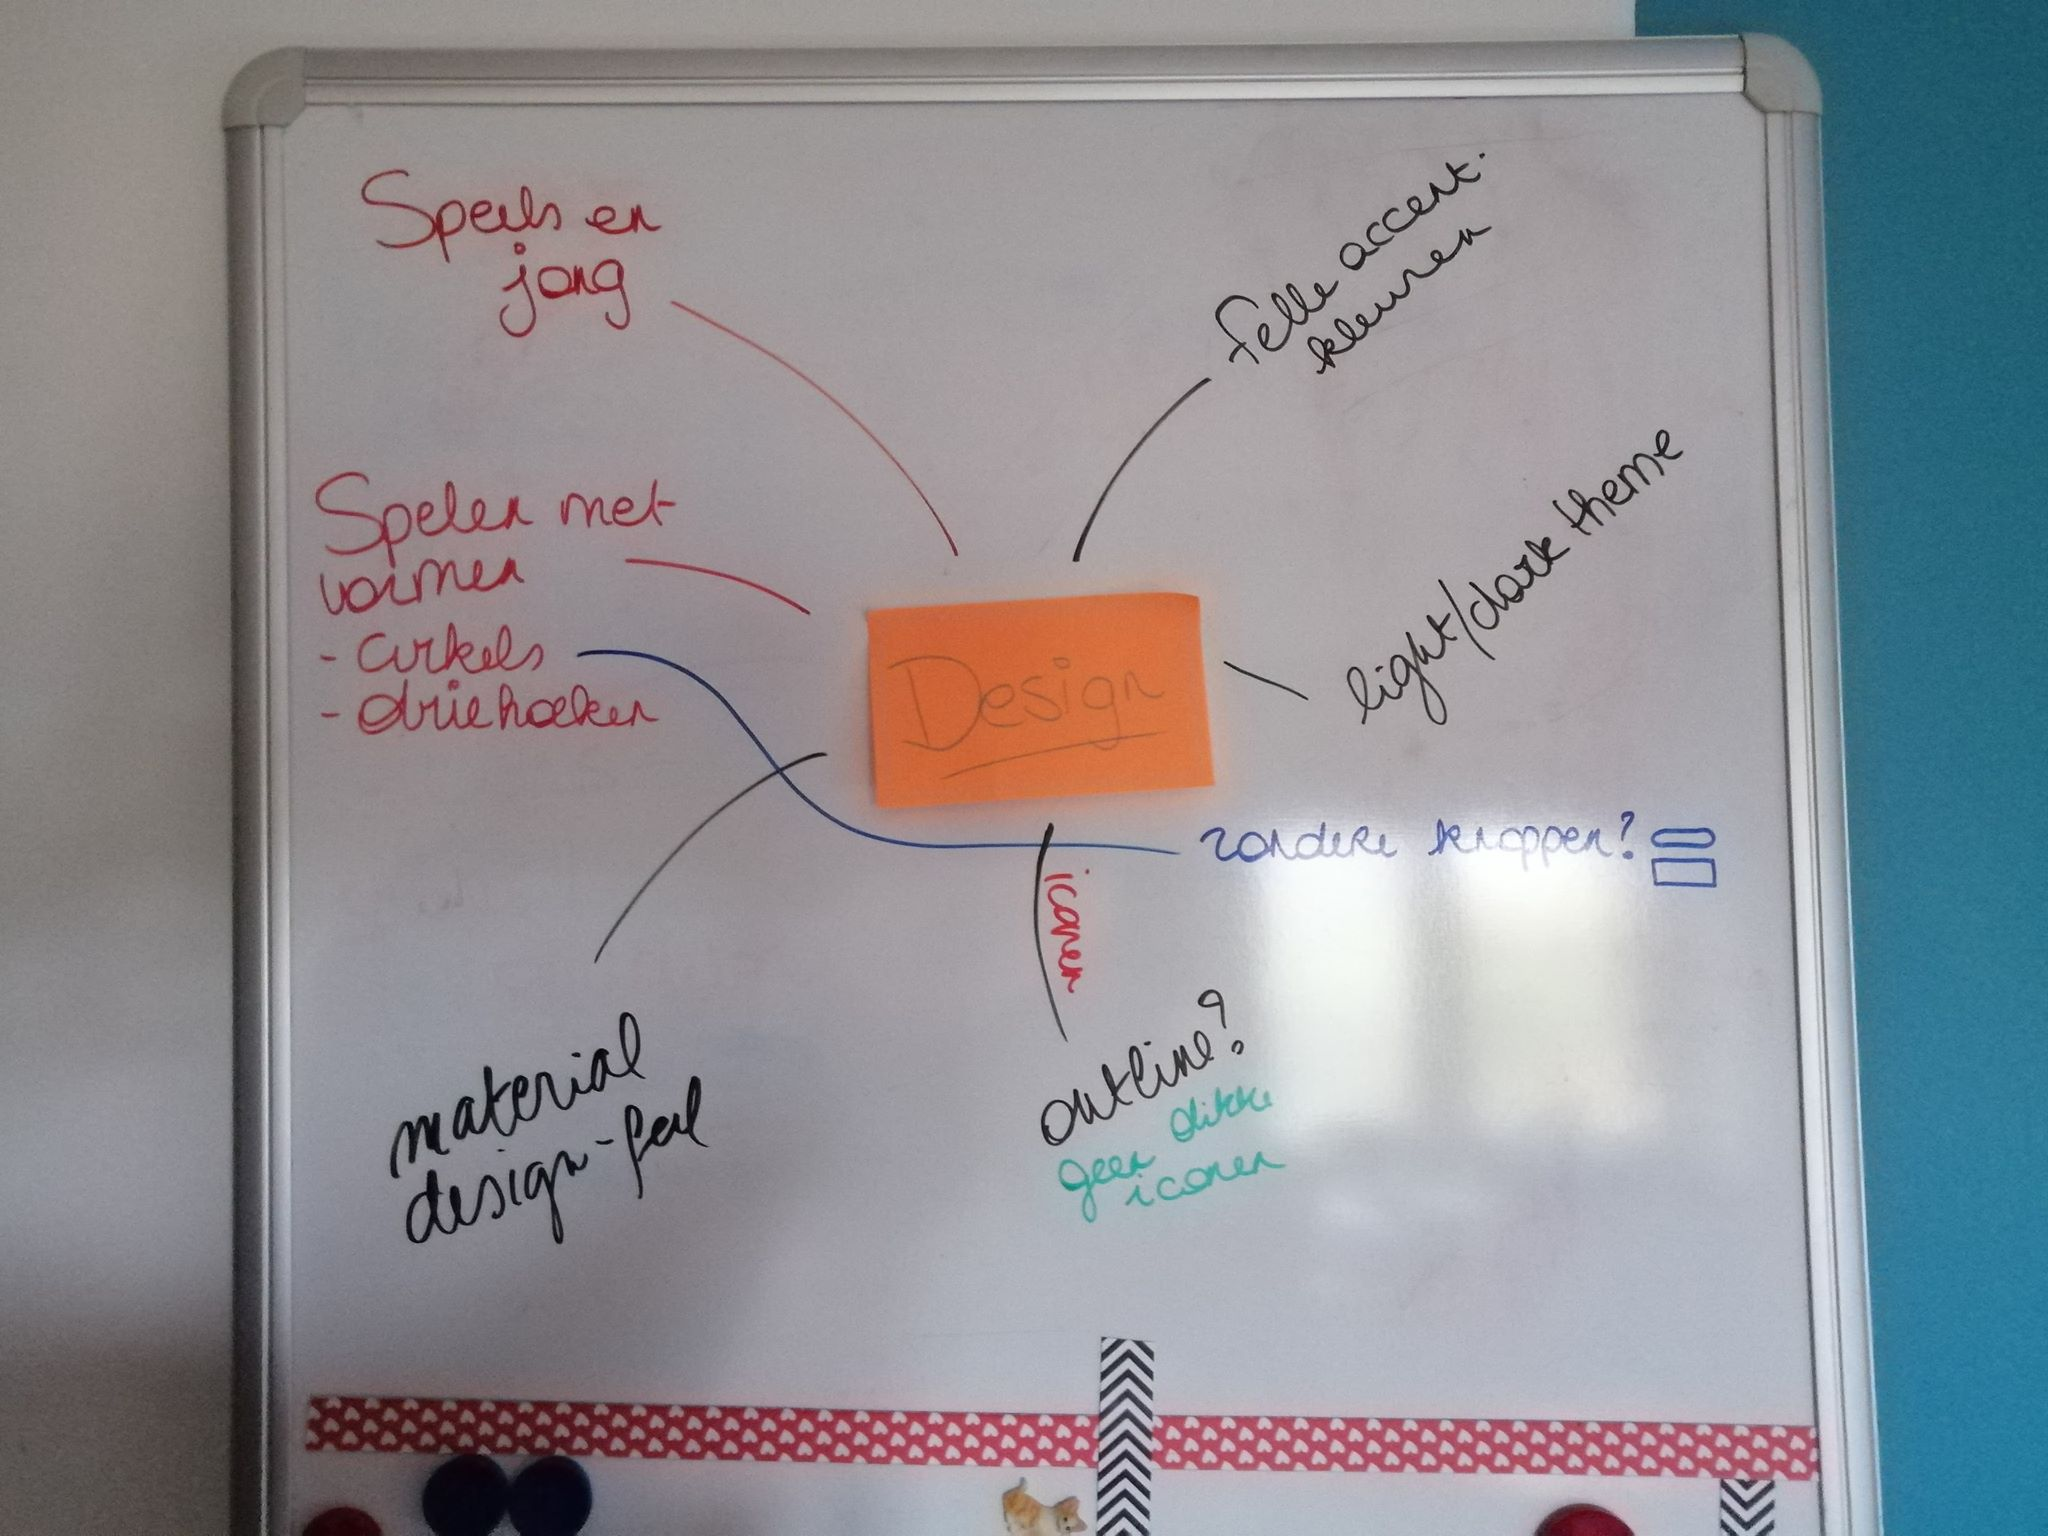 Speels en
jong
Felle accent-
kleuren
Spelen met
vormen
- cirkels
- driehoeken
light/dark theme
Design
rondere knoppen?
iconen
outline?
geen dikke
iconen
material
design-feel